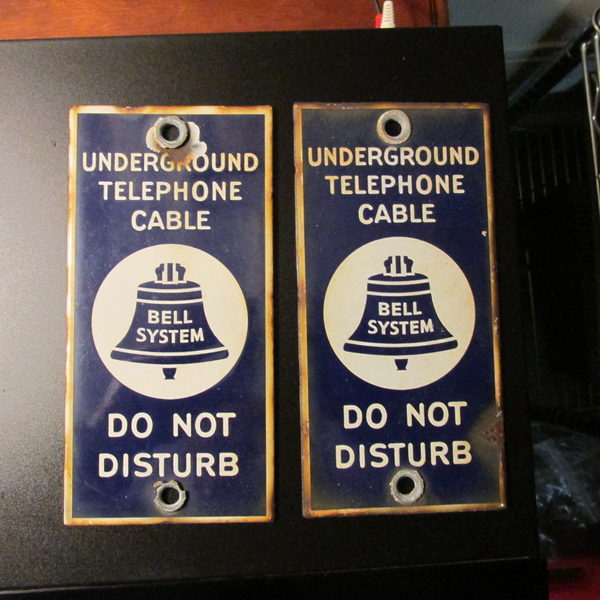 UNDERGROUND
TELEPHONE
CABLE
BELL
SYSTEM
DO NOT
DISTURB
UNDERGROUND
TELEPHONE
CABLE
BELL
SYSTEM
DO NOT
DISTURB